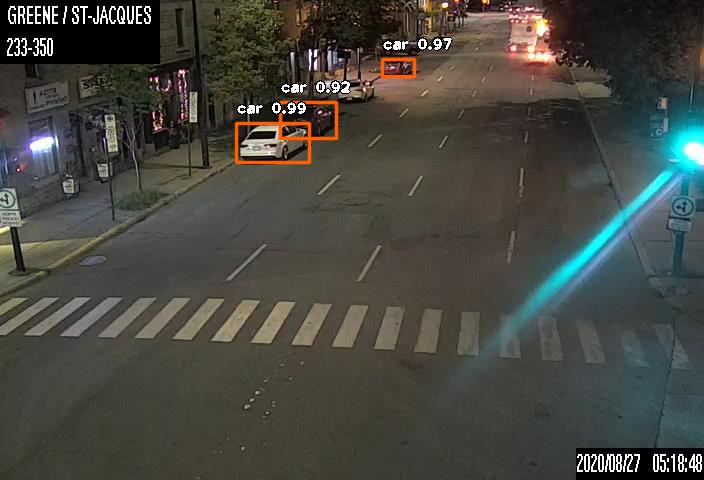 GREENE / ST-JACQUES
233-350
car 0.97
car 0.92
car 0.99
2020/08/27 05:18:48